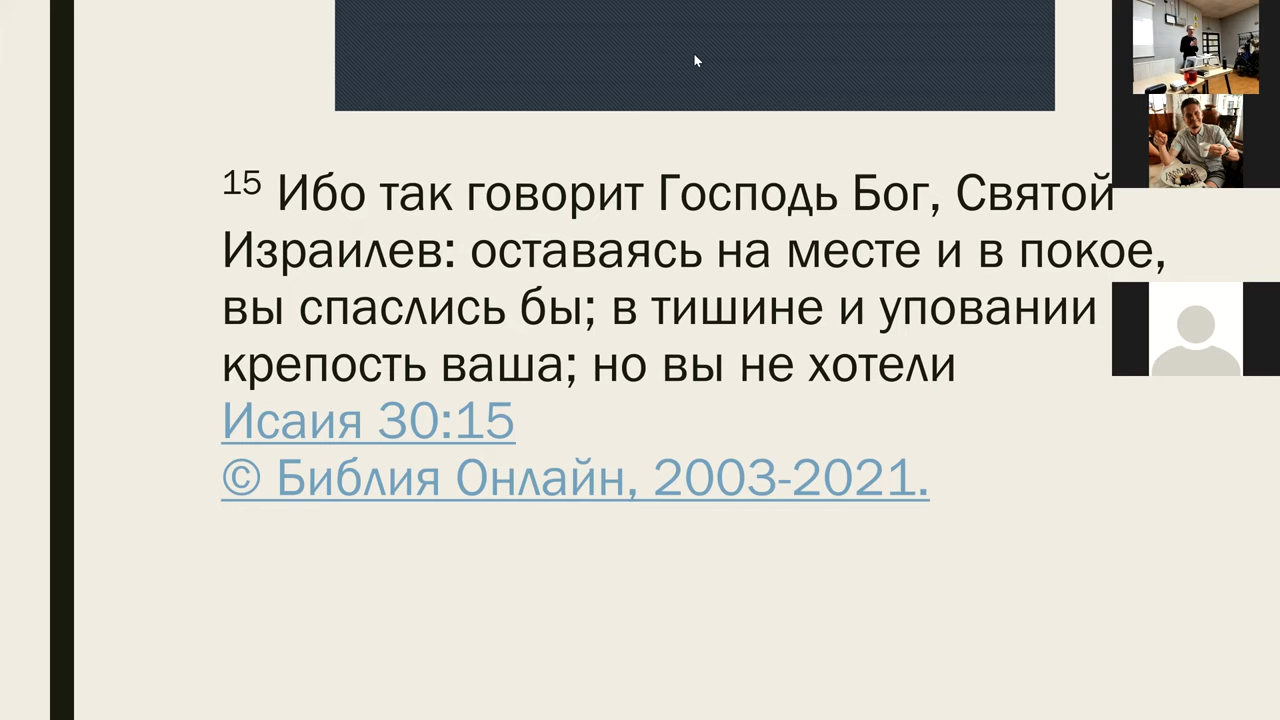 15 Ибо так говорит Господь Бог, Святой
Израилев: оставаясь на месте и в покое,
вы спаслись бы; в тишине и уповании
крепость ваша; но вы не хотели
Исаия 30:15
© Библия Онлайн, 2003-2021.